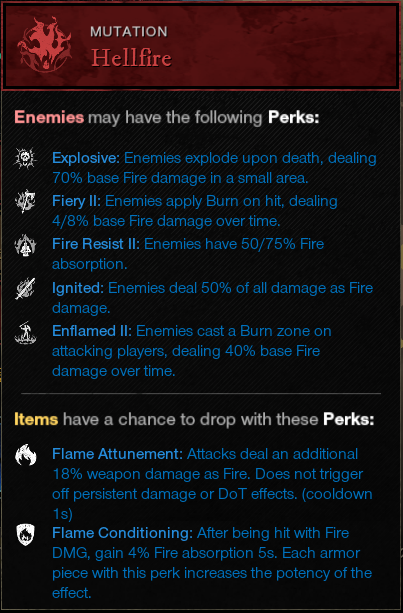 MUTATION
Hellfire
Enemies may have the following Perks:
Explosive: Enemies explode upon death, dealing
70% base Fire damage in a small area.
Fiery II: Enemies apply Burn on hit, dealing
4/8% base Fire damage over time.
Fire Resist II: Enemies have 50/75% Fire
absorption.
Ignited: Enemies deal 50% of all damage as Fire
damage.
Enflamed II: Enemies cast a Burn zone on
attacking players, dealing 40% base Fire
damage over time.
Items have a chance to drop with these Perks:
Flame Attunement: Attacks deal an additional
18% weapon damage as Fire. Does not trigger
off persistent damage or DoT effects. (cooldown
1s)
Flame Conditioning: After being hit with Fire
DMG, gain 4% Fire absorption 5s. Each armor
piece with this perk increases the potency of the
effect.